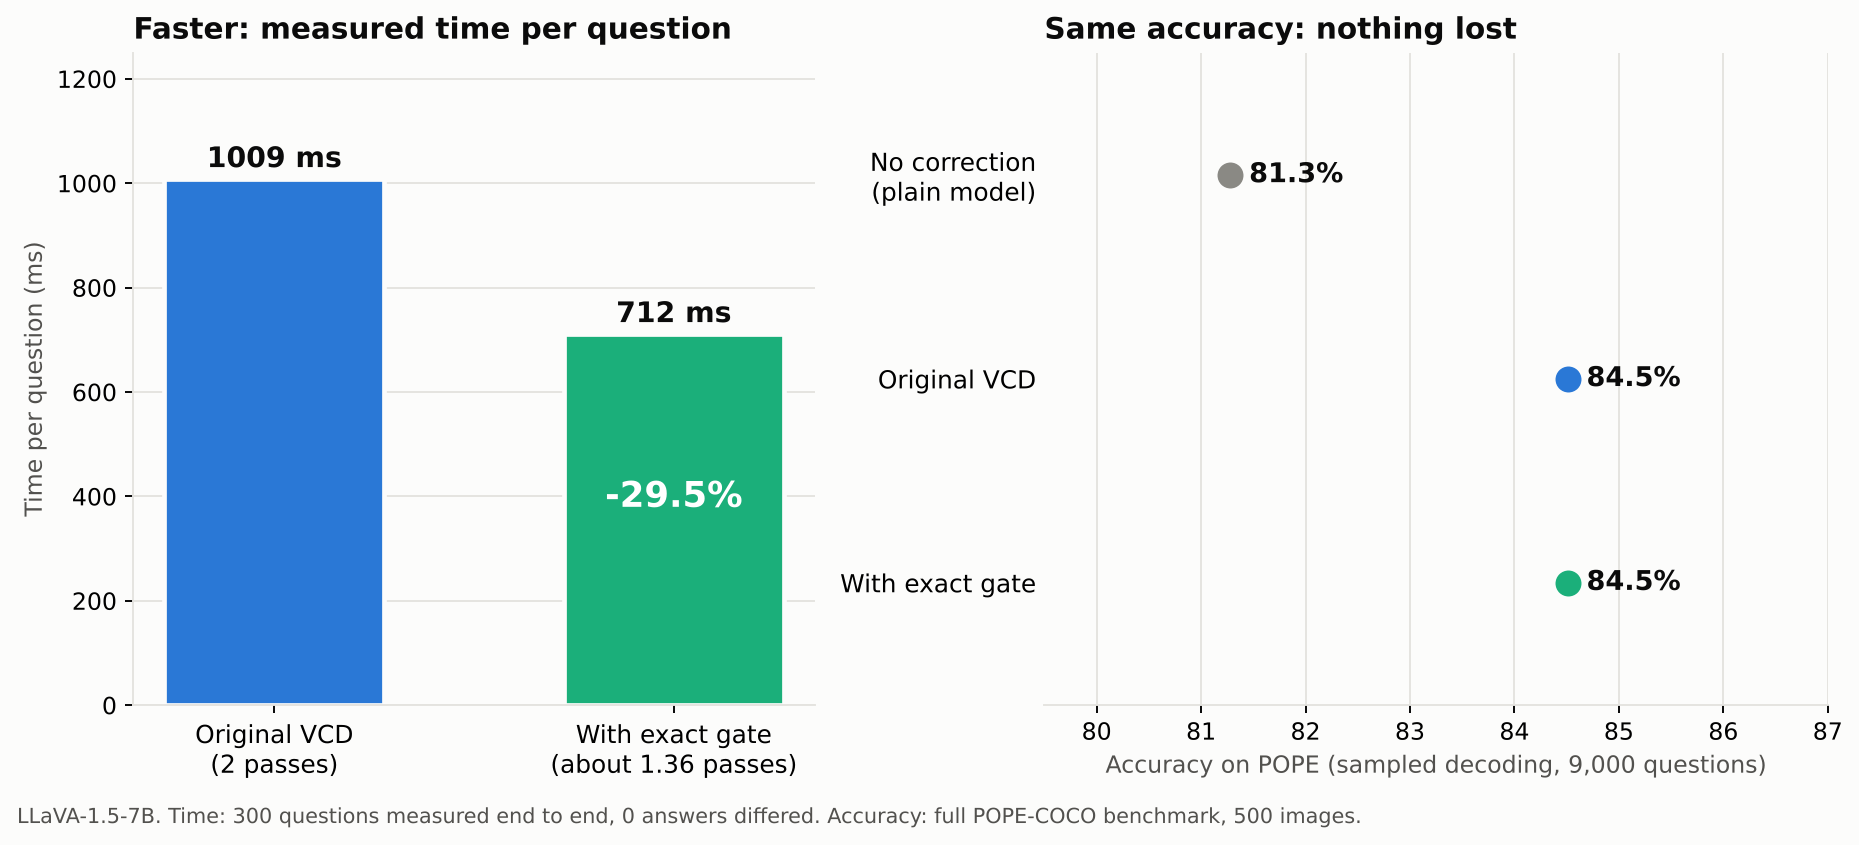 Faster: measured time per question
Time per question (ms)
1200
1000
800
600
400
200
0
1009 ms
712 ms
-29.5%
Original VCD
(2 passes)
With exact gate
(about 1.36 passes)
Same accuracy: nothing lost
No correction
(plain model)
81.3%
Original VCD
84.5%
With exact gate
84.5%
80 81 82 83 84 85 86 87
Accuracy on POPE (sampled decoding, 9,000 questions)
LLaVA-1.5-7B. Time: 300 questions measured end to end, 0 answers differed. Accuracy: full POPE-COCO benchmark, 500 images.